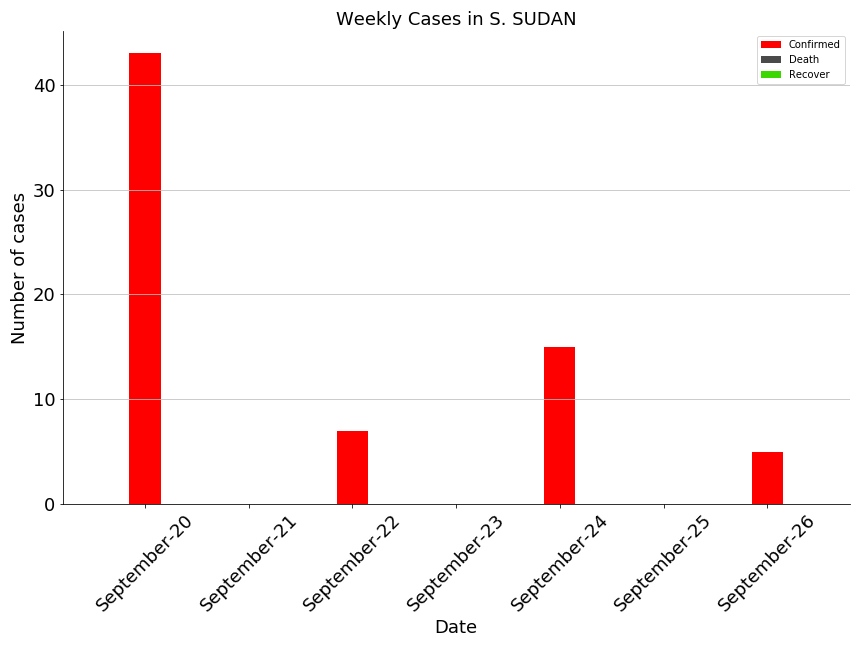 Weekly Cases in S. SUDAN
Confirmed
Death
Recover
Number of cases
40
30
20
10
0
September-20
September-21
September-22
September-23
September-24
September-25
September-26
Date